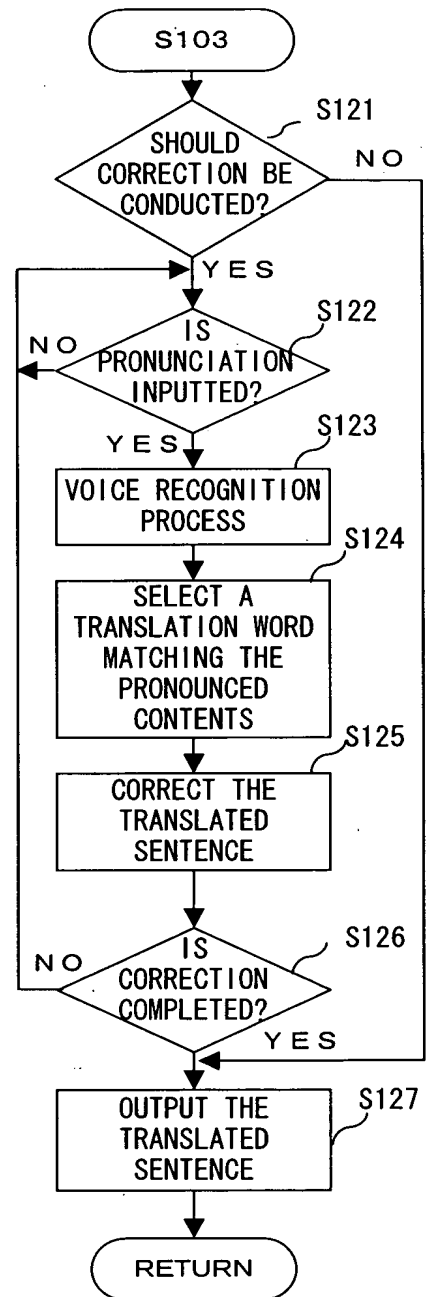 S103
S121
SHOULD
CORRECTION BE
CONDUCTED?
NO
YES
S122
IS
PRONUNCIATION
INPUTTED?
NO
YES
S123
VOICE RECOGNITION
PROCESS
S124
SELECT A
TRANSLATION WORD
MATCHING THE
PRONOUNCED
CONTENTS
S125
CORRECT THE
TRANSLATED
SENTENCE
S126
IS
CORRECTION
COMPLETED?
NO
YES
S127
OUTPUT THE
TRANSLATED
SENTENCE
RETURN